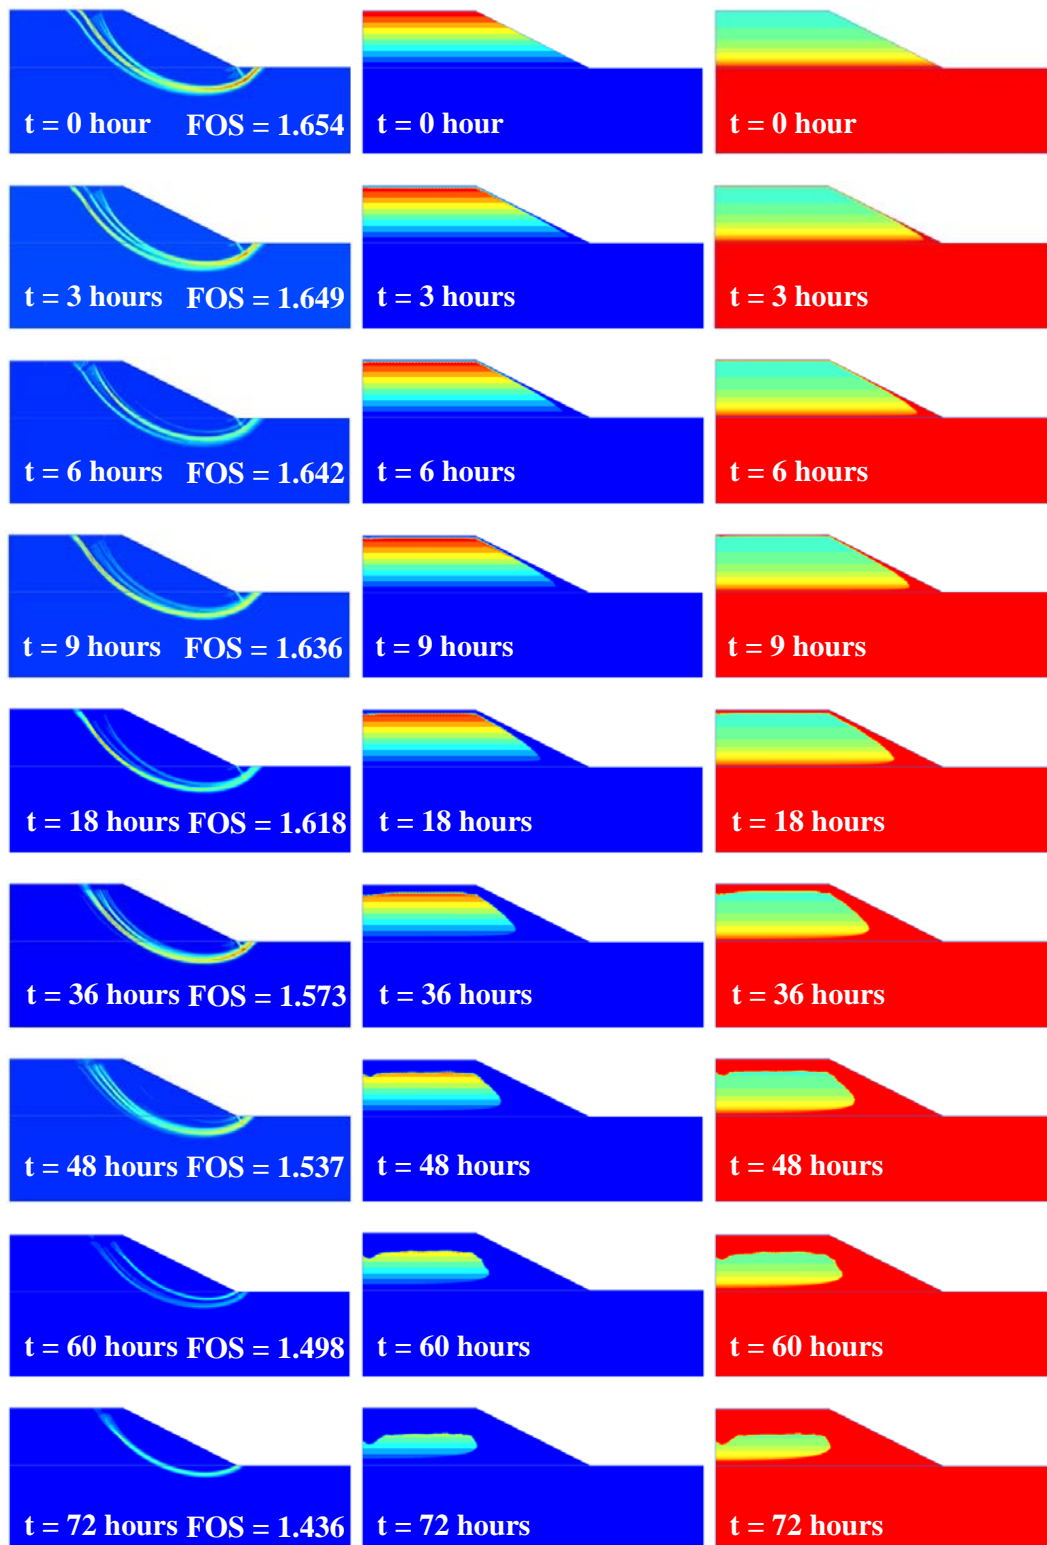 t = 0 hour FOS = 1.654 t = 0 hour t = 0 hour
t = 3 hours FOS = 1.649 t = 3 hours t = 3 hours
t = 6 hours FOS = 1.642 t = 6 hours t = 6 hours
t = 9 hours FOS = 1.636 t = 9 hours t = 9 hours
t = 18 hours FOS = 1.618 t = 18 hours t = 18 hours
t = 36 hours FOS = 1.573 t = 36 hours t = 36 hours
t = 48 hours FOS = 1.537 t = 48 hours t = 48 hours
t = 60 hours FOS = 1.498 t = 60 hours t = 60 hours
t = 72 hours FOS = 1.436 t = 72 hours t = 72 hours